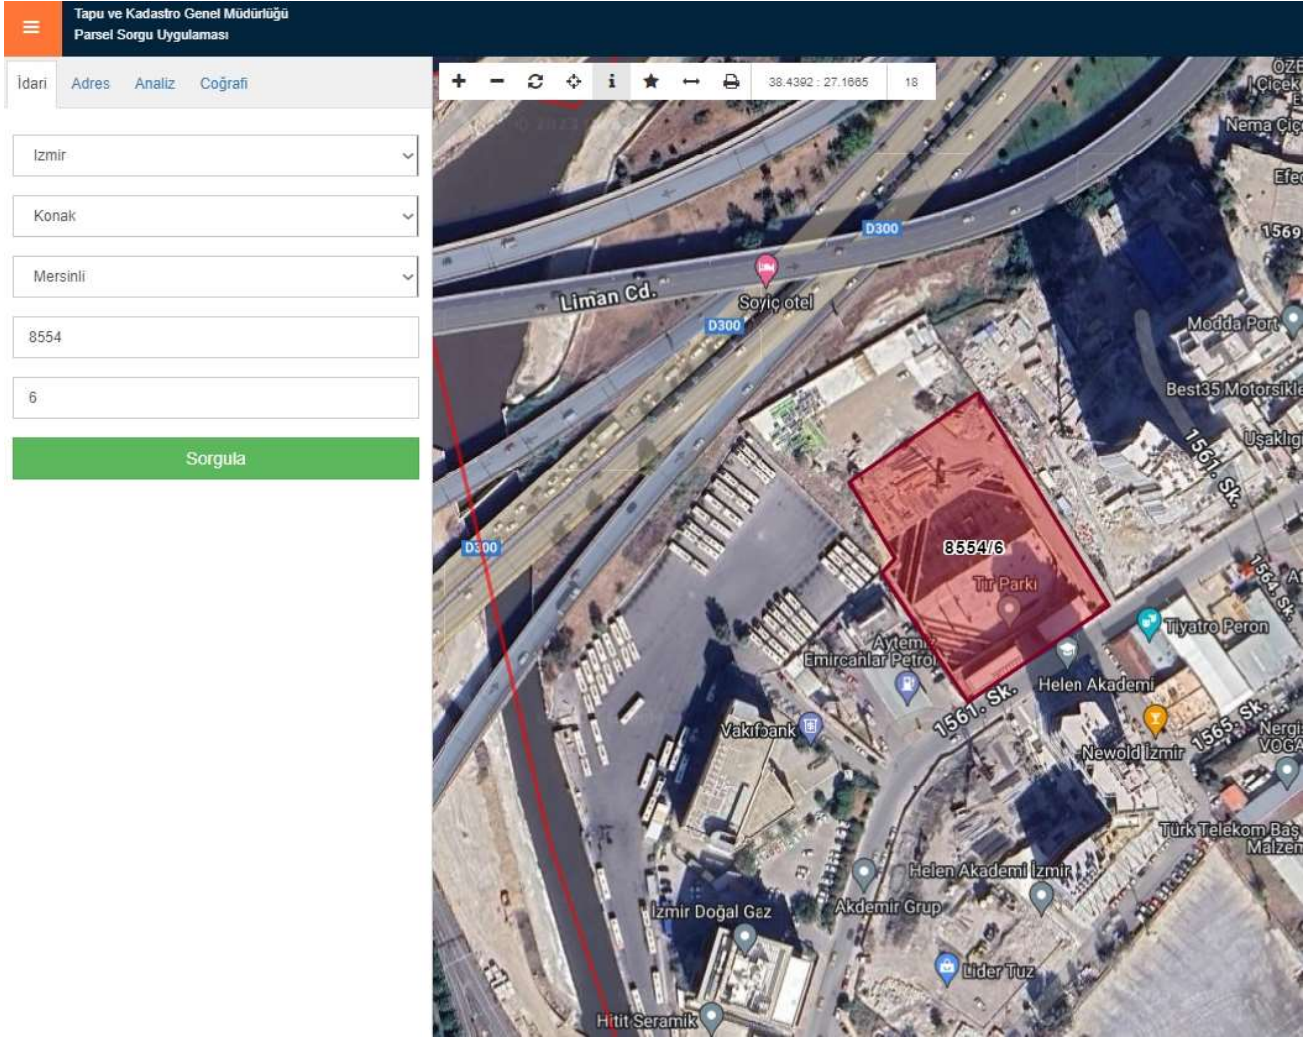 Tapu ve Kadastro Genel Müdürlüğü
Parsel Sorgu Uygulaması
İdari
Adres
Analiz
Coğrafi
38.4392 : 27.1665
18
Izmir
Konak
Mersinli
8554
6
Sorgula
Nema Çiç
1569
D300
Liman Cd.
Soyiç otel
D300
Modda Port
Best35 Motorsikle
Uşaklıg
1561. Sk.
D300
8554/6
Tır Parkı
1564. Sk.
Tiyatro Peron
Aytemiz
Emircanlar Petrol
Helen Akademi
1561. Sk.
Vakıfbank
Newold İzmir
1565. Sk.
Nergis
VOGA
Türk Telekom Baş
Malzem
Helen Akademi İzmir
Akdemir Grup
İzmir Doğal Gaz
Lider Tuz
Hitit Seramik